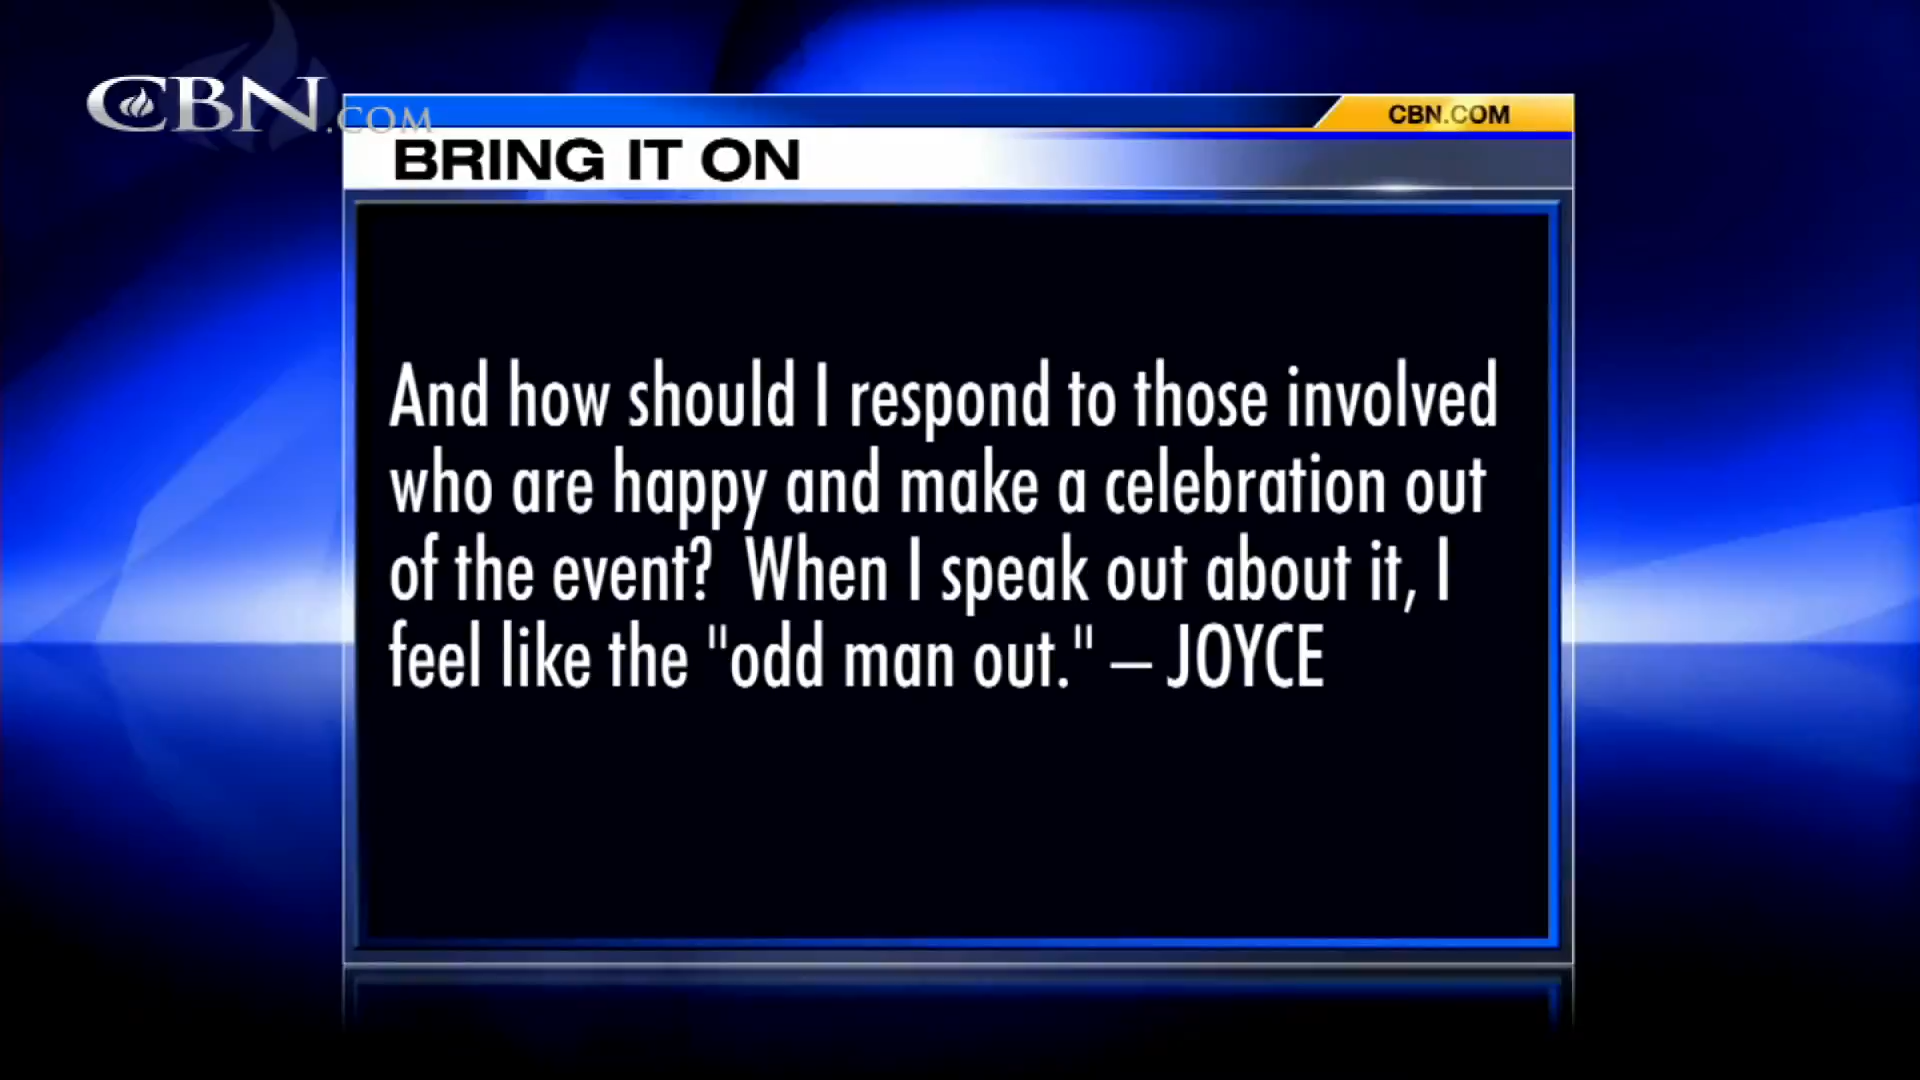 CBN.COM
CBN.COM
BRING IT ON
And how should I respond to those involved
who are happy and make a celebration out
of the event?  When I speak out about it, I
feel like the "odd man out." – JOYCE